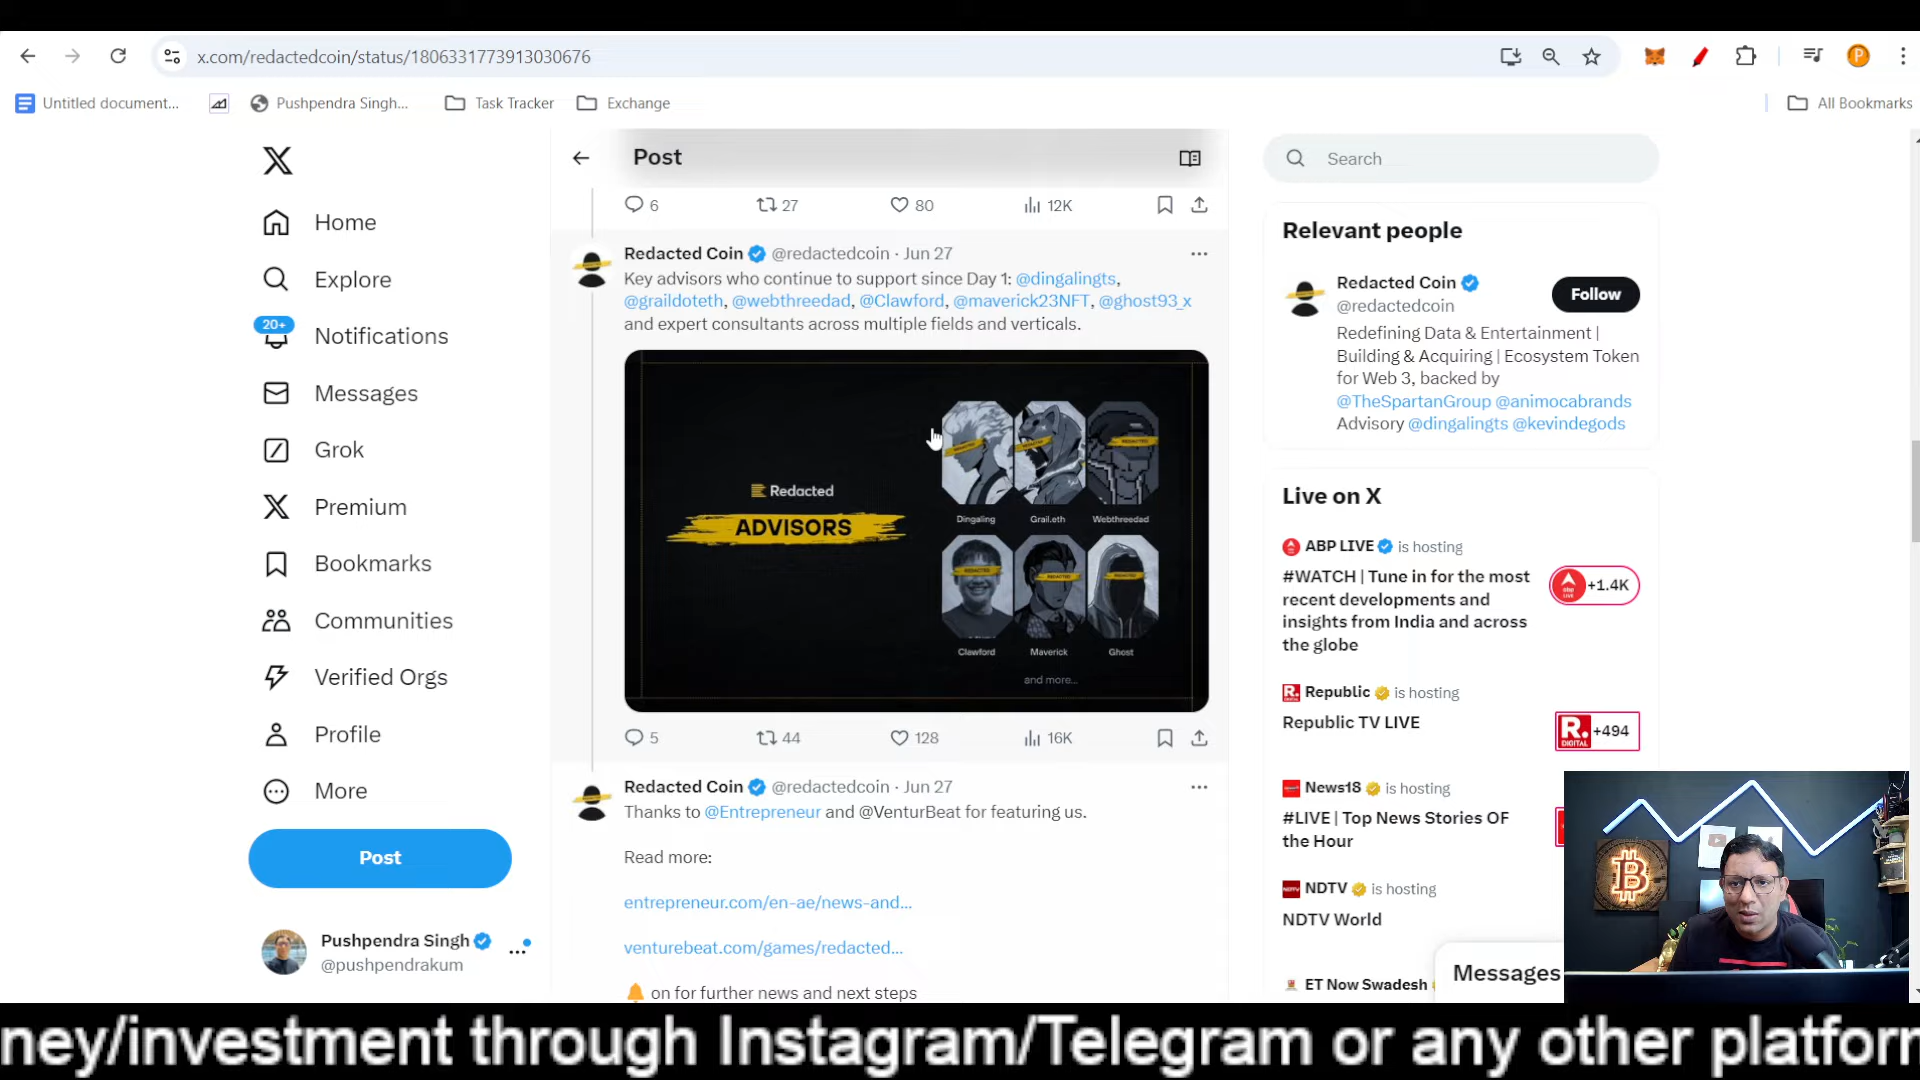 x.com/redactedcoin/status/1806331773913030676
Untitled document...
Pushpendra Singh...
Task Tracker
Exchange
All Bookmarks
Home
Explore
20+
Notifications
Messages
Grok
Premium
Bookmarks
Communities
Verified Orgs
Profile
More
Post
Pushpendra Singh
@pushpendrakum
Post
6 27 80 12K
Redacted Coin @redactedcoin · Jun 27
Key advisors who continue to support since Day 1: @dingalingts,
@graildoteth, @webthreedad, @Clawford, @maverick23NFT, @ghost93_x
and expert consultants across multiple fields and verticals.
Redacted
ADVISORS
Dingaling Grail.eth Webthreedad
Clawford Maverick Ghost
and more...
5 44 128 16K
Redacted Coin @redactedcoin · Jun 27
Thanks to @Entrepreneur and @VenturBeat for featuring us.
Read more:
entrepreneur.com/en-ae/news-and...
venturebeat.com/games/redacted...
on for further news and next steps
Search
Relevant people
Redacted Coin
@redactedcoin
Follow
Redefining Data & Entertainment |
Building & Acquiring | Ecosystem Token
for Web 3, backed by
@TheSpartanGroup @animocabrands
Advisory @dingalingts @kevindegods
Live on X
ABP LIVE is hosting
#WATCH | Tune in for the most
recent developments and
insights from India and across
the globe
+1.4K
Republic is hosting
Republic TV LIVE
R.
DIGITAL
+494
News18 is hosting
#LIVE | Top News Stories OF
the Hour
NDTV is hosting
NDTV World
ET Now Swadesh
Messages
ney/investment through Instagram/Telegram or any other platfor